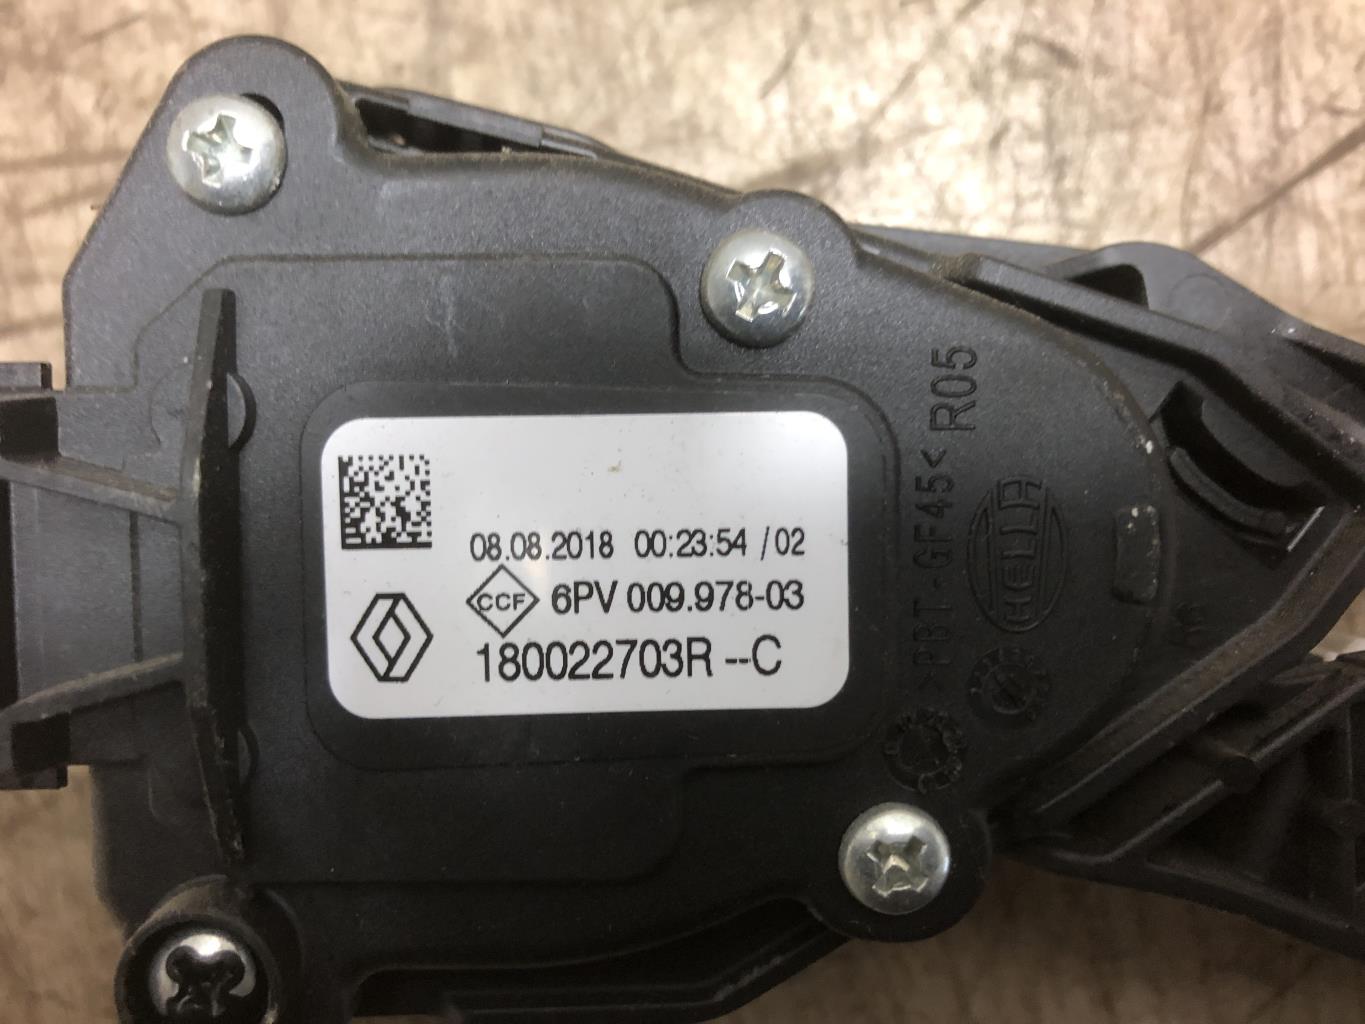 08.08.2018 00:23:54 /02
CCF 6PV 009.978-03
180022703R --C
>PBT-GF45< R05
HELLA